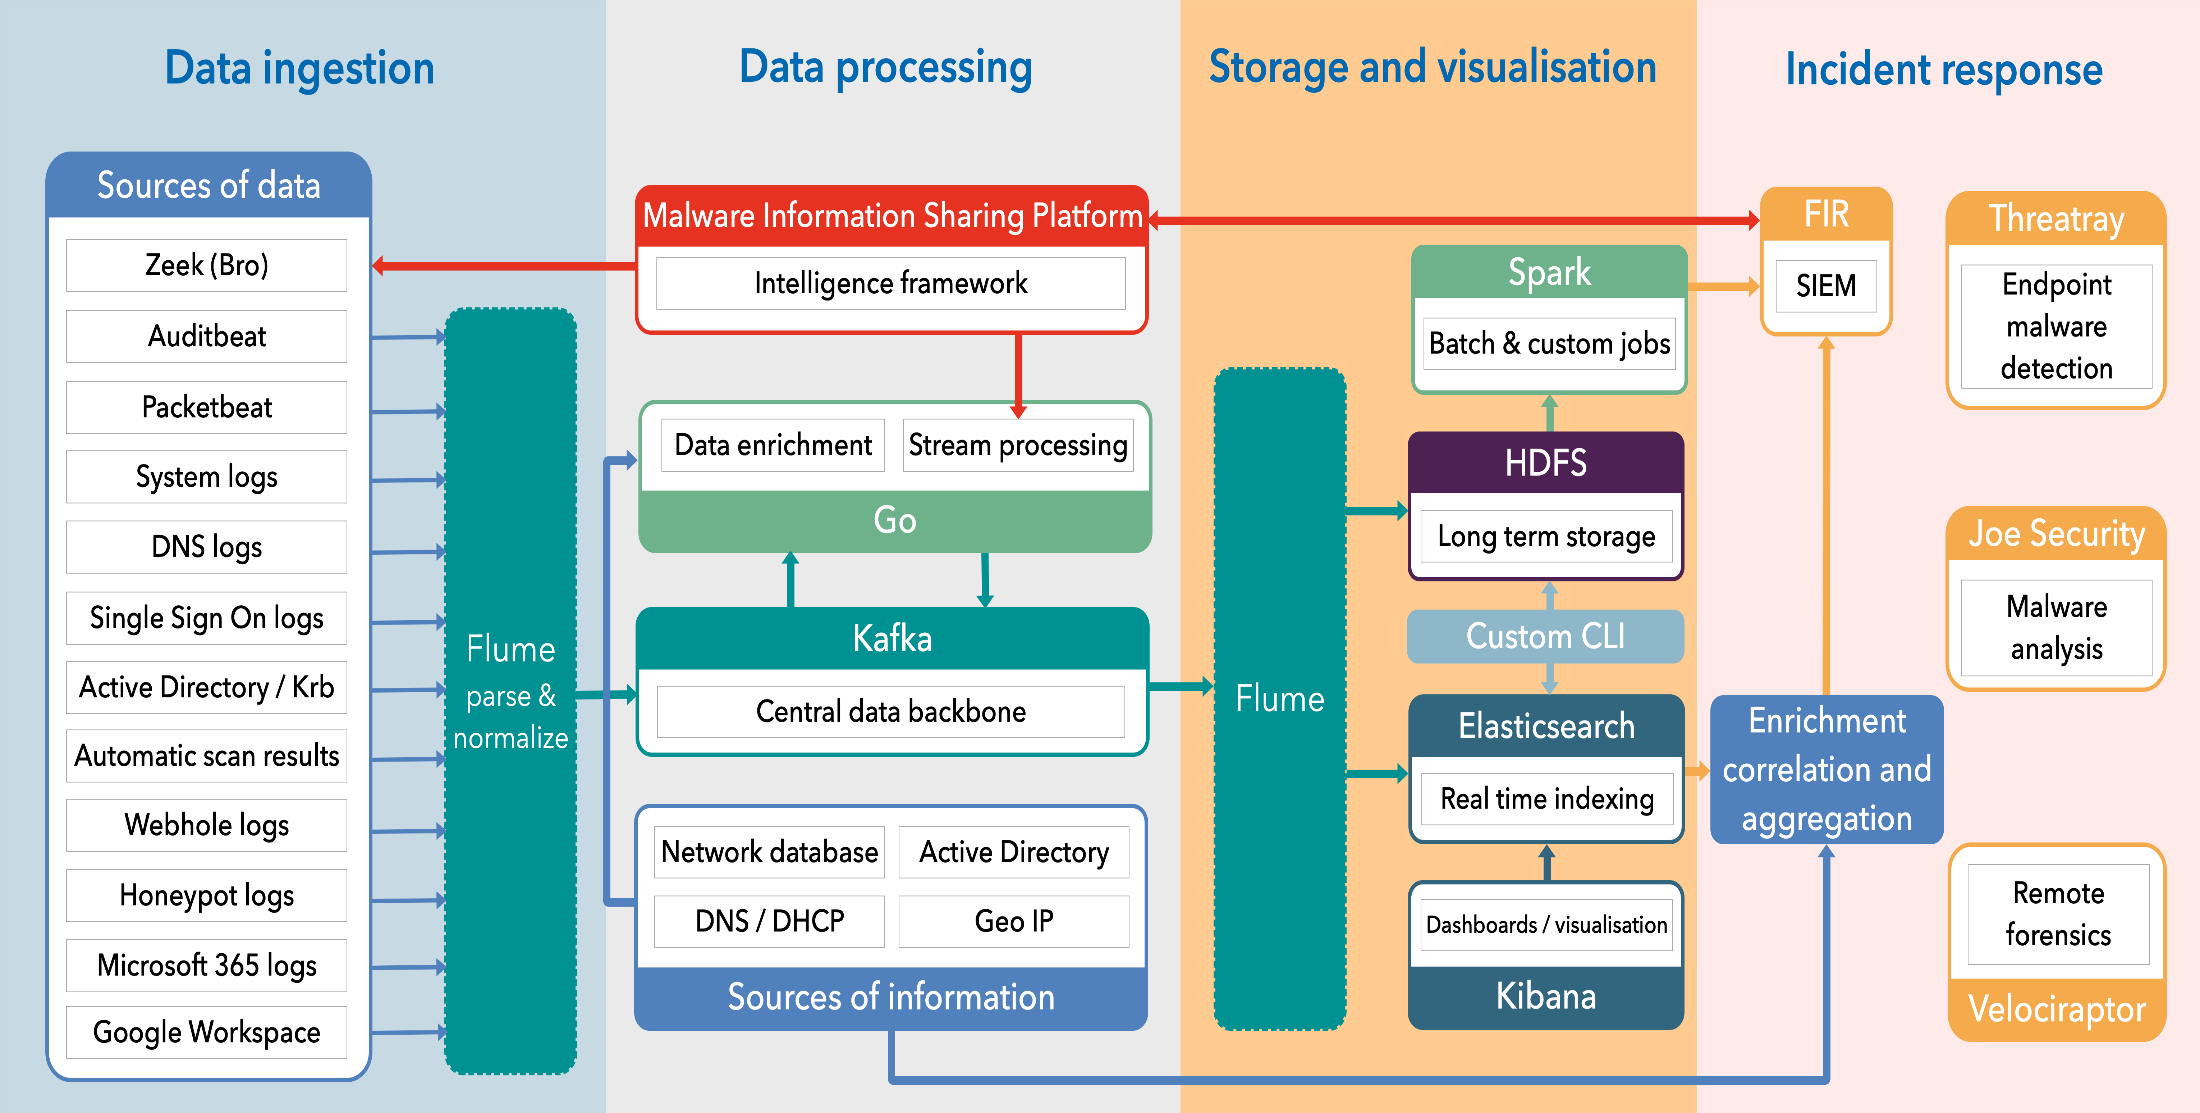 Data ingestion
Data processing
Storage and visualisation
Incident response
Sources of data
Zeek (Bro)
Auditbeat
Packetbeat
System logs
DNS logs
Single Sign On logs
Active Directory / Krb
Automatic scan results
Webhole logs
Honeypot logs
Microsoft 365 logs
Google Workspace
Flume
parse &
normalize
Malware Information Sharing Platform
Intelligence framework
Data enrichment
Stream processing
Go
Kafka
Central data backbone
Network database
Active Directory
DNS / DHCP
Geo IP
Sources of information
Flume
Spark
Batch & custom jobs
HDFS
Long term storage
Custom CLI
Elasticsearch
Real time indexing
Dashboards / visualisation
Kibana
FIR
SIEM
Enrichment
correlation and
aggregation
Threatray
Endpoint
malware
detection
Joe Security
Malware
analysis
Remote
forensics
Velociraptor